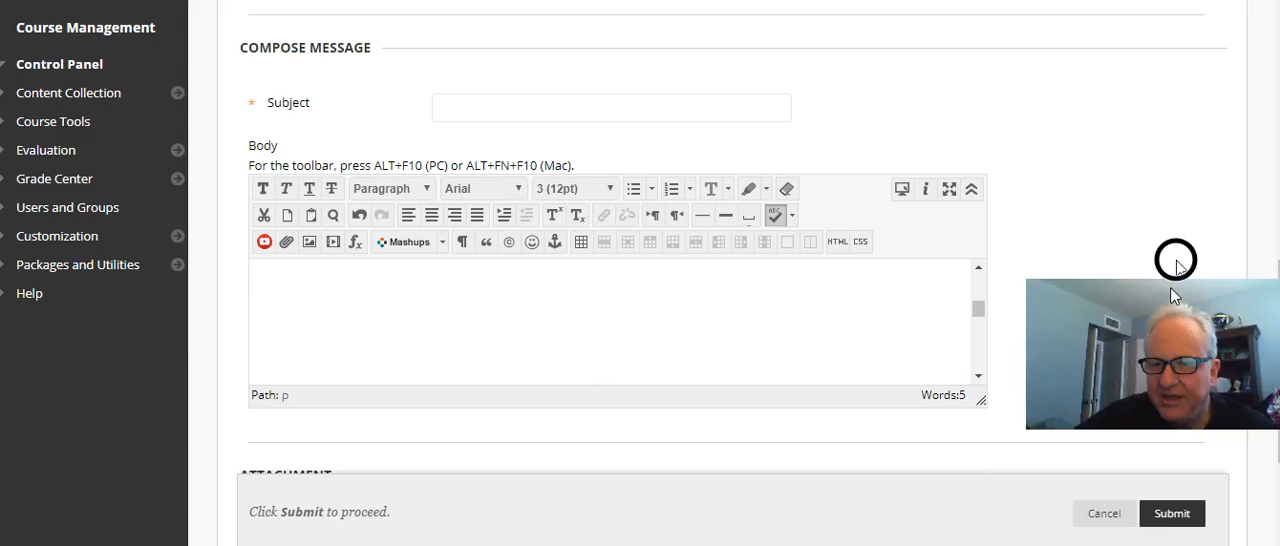 Course Management
Control Panel
Content Collection
Course Tools
Evaluation
Grade Center
Users and Groups
Customization
Packages and Utilities
Help
COMPOSE MESSAGE
* Subject
Body
For the toolbar, press ALT+F10 (PC) or ALT+FN+F10 (Mac).
T T T T Paragraph Arial 3 (12pt) T
ABC
Mashups HTML CSS
Path: p Words:5
ATTACHMENT
Click Submit to proceed. Cancel Submit